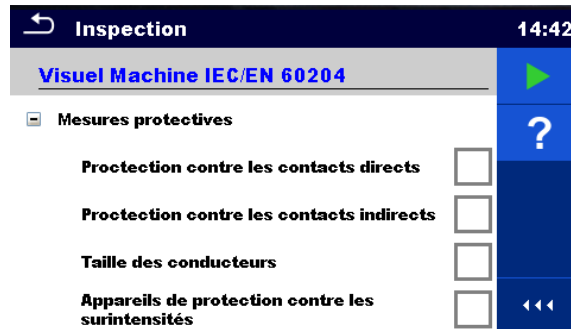 Inspection
14:42
Visuel Machine IEC/EN 60204
Mesures protectives
?
Proctection contre les contacts directs
Proctection contre les contacts indirects
Taille des conducteurs
Appareils de protection contre les
surintensités